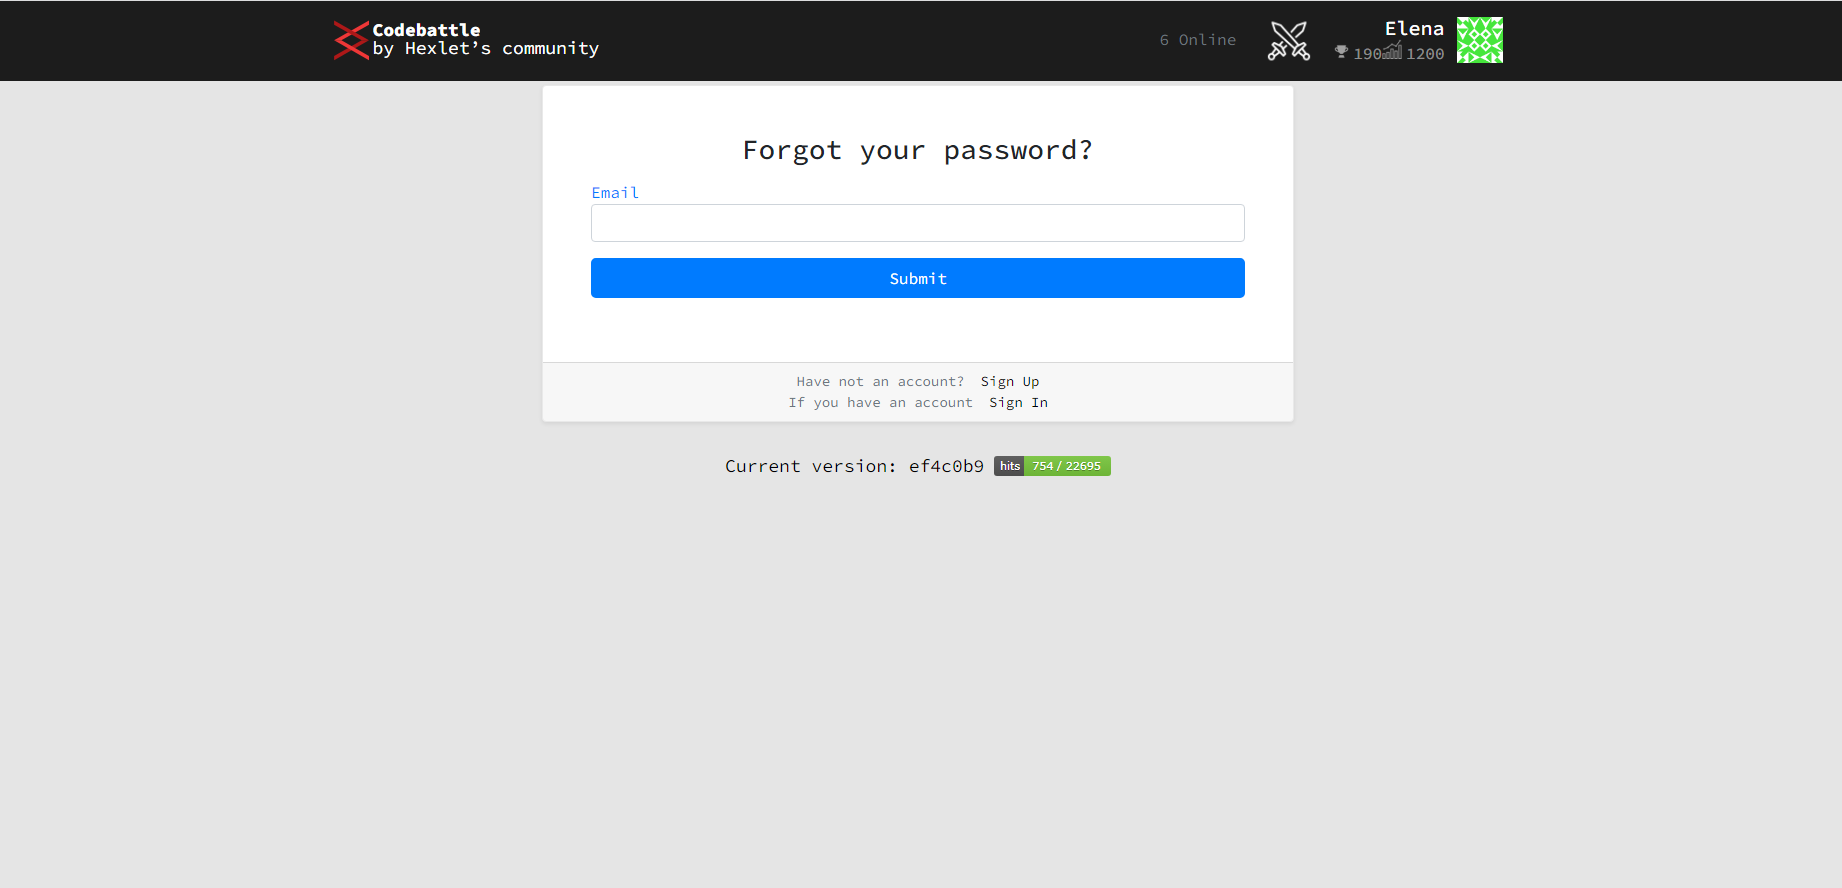 Codebattle
by Hexlet’s community
6 Online
Elena
190 1200
Forgot your password?
Email
Submit
Have not an account? Sign Up
If you have an account Sign In
Current version: ef4c0b9 hits 754 / 22695